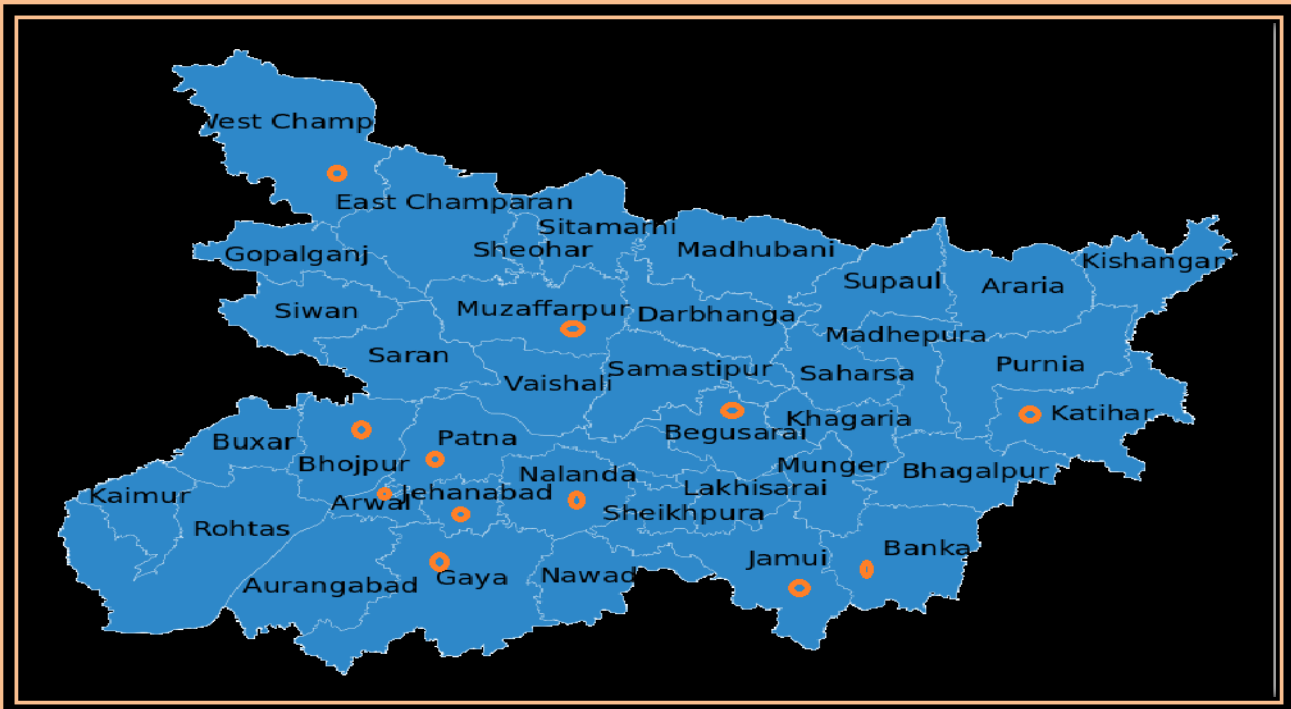 West Champ
East Champaran
Sitamarhi
Sheohar
Madhubani
Gopalganj
Kishangan
Supaul
Araria
Siwan
Muzaffarpur
Darbhanga
Madhepura
Saran
Purnia
Samastipur
Saharsa
Vaishali
Katihar
Khagaria
Begusarai
Patna
Buxar
Bhojpur
Munger
Bhagalpur
Nalanda
Lakhisarai
Kaimur
Jehanabad
Arwal
Sheikhpura
Rohtas
Banka
Jamui
Nawad
Gaya
Aurangabad